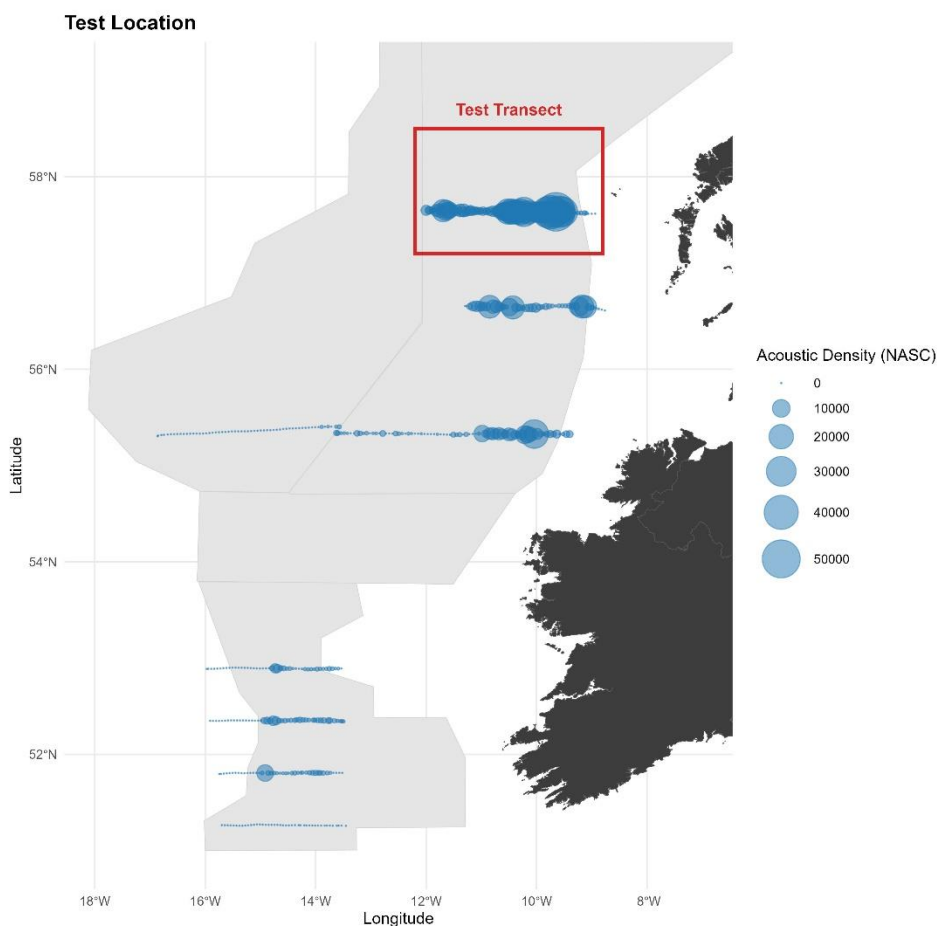 Test Location
Test Transect
58°N
56°N
54°N
52°N
Latitude
18°W
16°W
14°W
12°W
10°W
8°W
Longitude
Acoustic Density (NASC)
0
10000
20000
30000
40000
50000